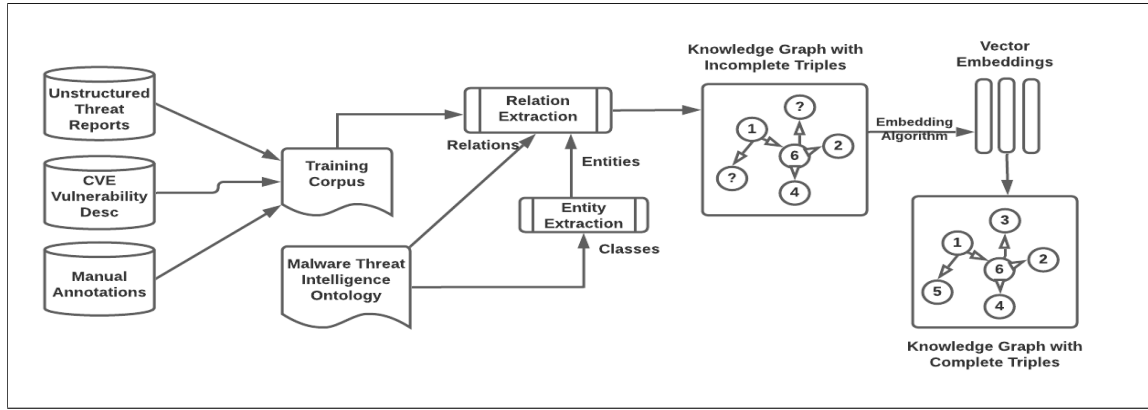 Unstructured
Threat
Reports
CVE
Vulnerability
Desc
Manual
Annotations
Training
Corpus
Malware Threat
Intelligence
Ontology
Relation
Extraction
Relations
Entities
Entity
Extraction
Classes
Knowledge Graph with
Incomplete Triples
?
1
2
6
?
4
Embedding
Algorithm
Vector
Embeddings
3
1
2
6
5
4
Knowledge Graph with
Complete Triples